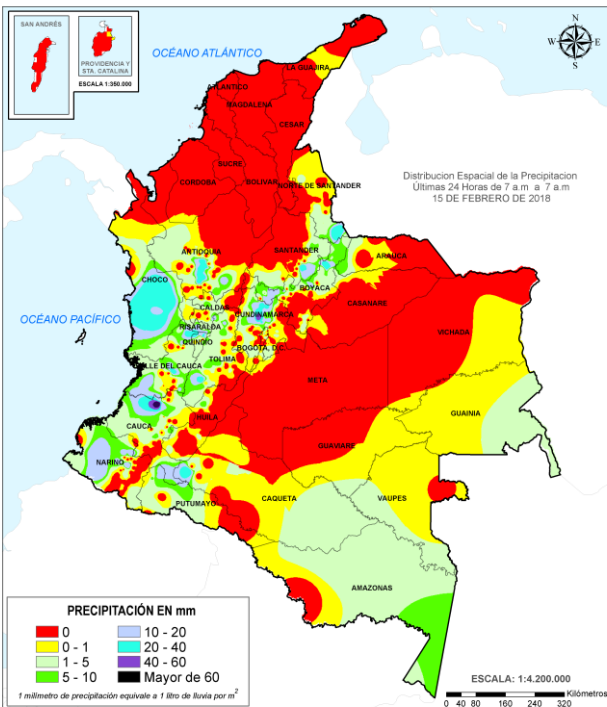 SAN ANDRÉS
PROVIDENCIA Y
STA. CATALINA
ESCALA 1:350.000
OCÉANO ATLÁNTICO
N
W
E
S
LA GUAJIRA
ATLANTICO
MAGDALENA
CESAR
SUCRE
CORDOBA
BOLIVAR
NORTE DE SANTANDER
Distribucion Espacial de la Precipitacion
Últimas 24 Horas de 7 a.m a 7 a.m
15 DE FEBRERO DE 2018
ANTIOQUIA
SANTANDER
ARAUCA
CHOCO
BOYACA
CASANARE
CALDAS
CUNDINAMARCA
OCÉANO PACÍFICO
RISARALDA
VICHADA
QUINDIO
BOGOTA, D.C.
TOLIMA
VALLE DEL CAUCA
META
GUAINIA
HUILA
CAUCA
GUAVIARE
NARIÑO
CAQUETA
VAUPES
PUTUMAYO
AMAZONAS
PRECIPITACIÓN EN mm
0
0 - 1
1 - 5
5 - 10
10 - 20
20 - 40
40 - 60
Mayor de 60
1 milimetro de precipitación equivale a 1 litro de lluvia por m2
ESCALA: 1:4.200.000
Kilómetros
0 40 80 160 240 320